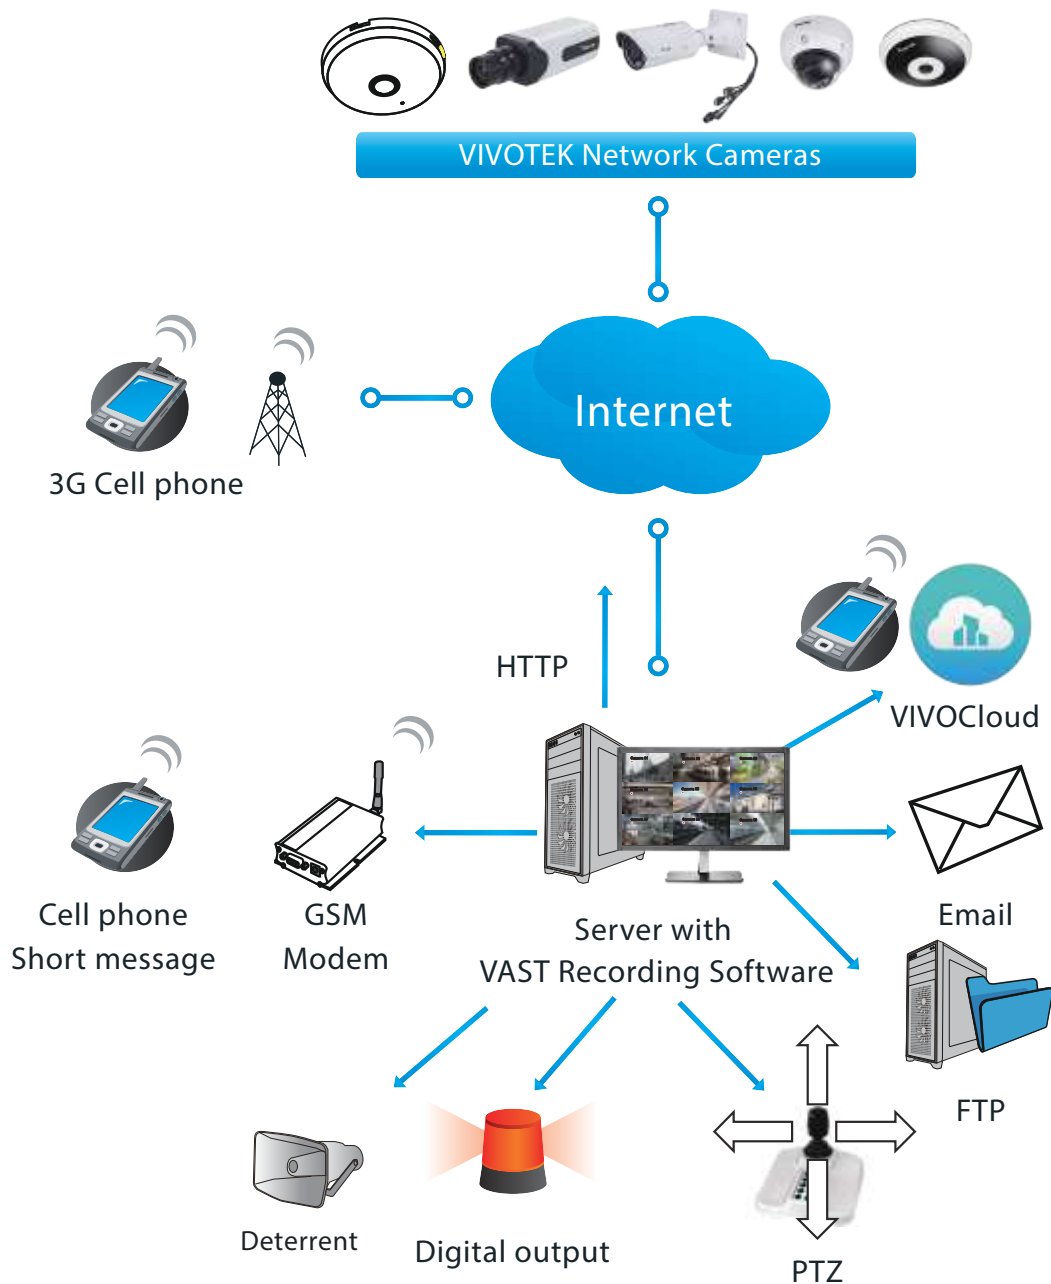 VIVOTEK Network Cameras
Internet
3G Cell phone
HTTP
VIVOCloud
Cell phone
Short message
GSM
Modem
Server with
VAST Recording Software
Email
FTP
Deterrent
Digital output
PTZ